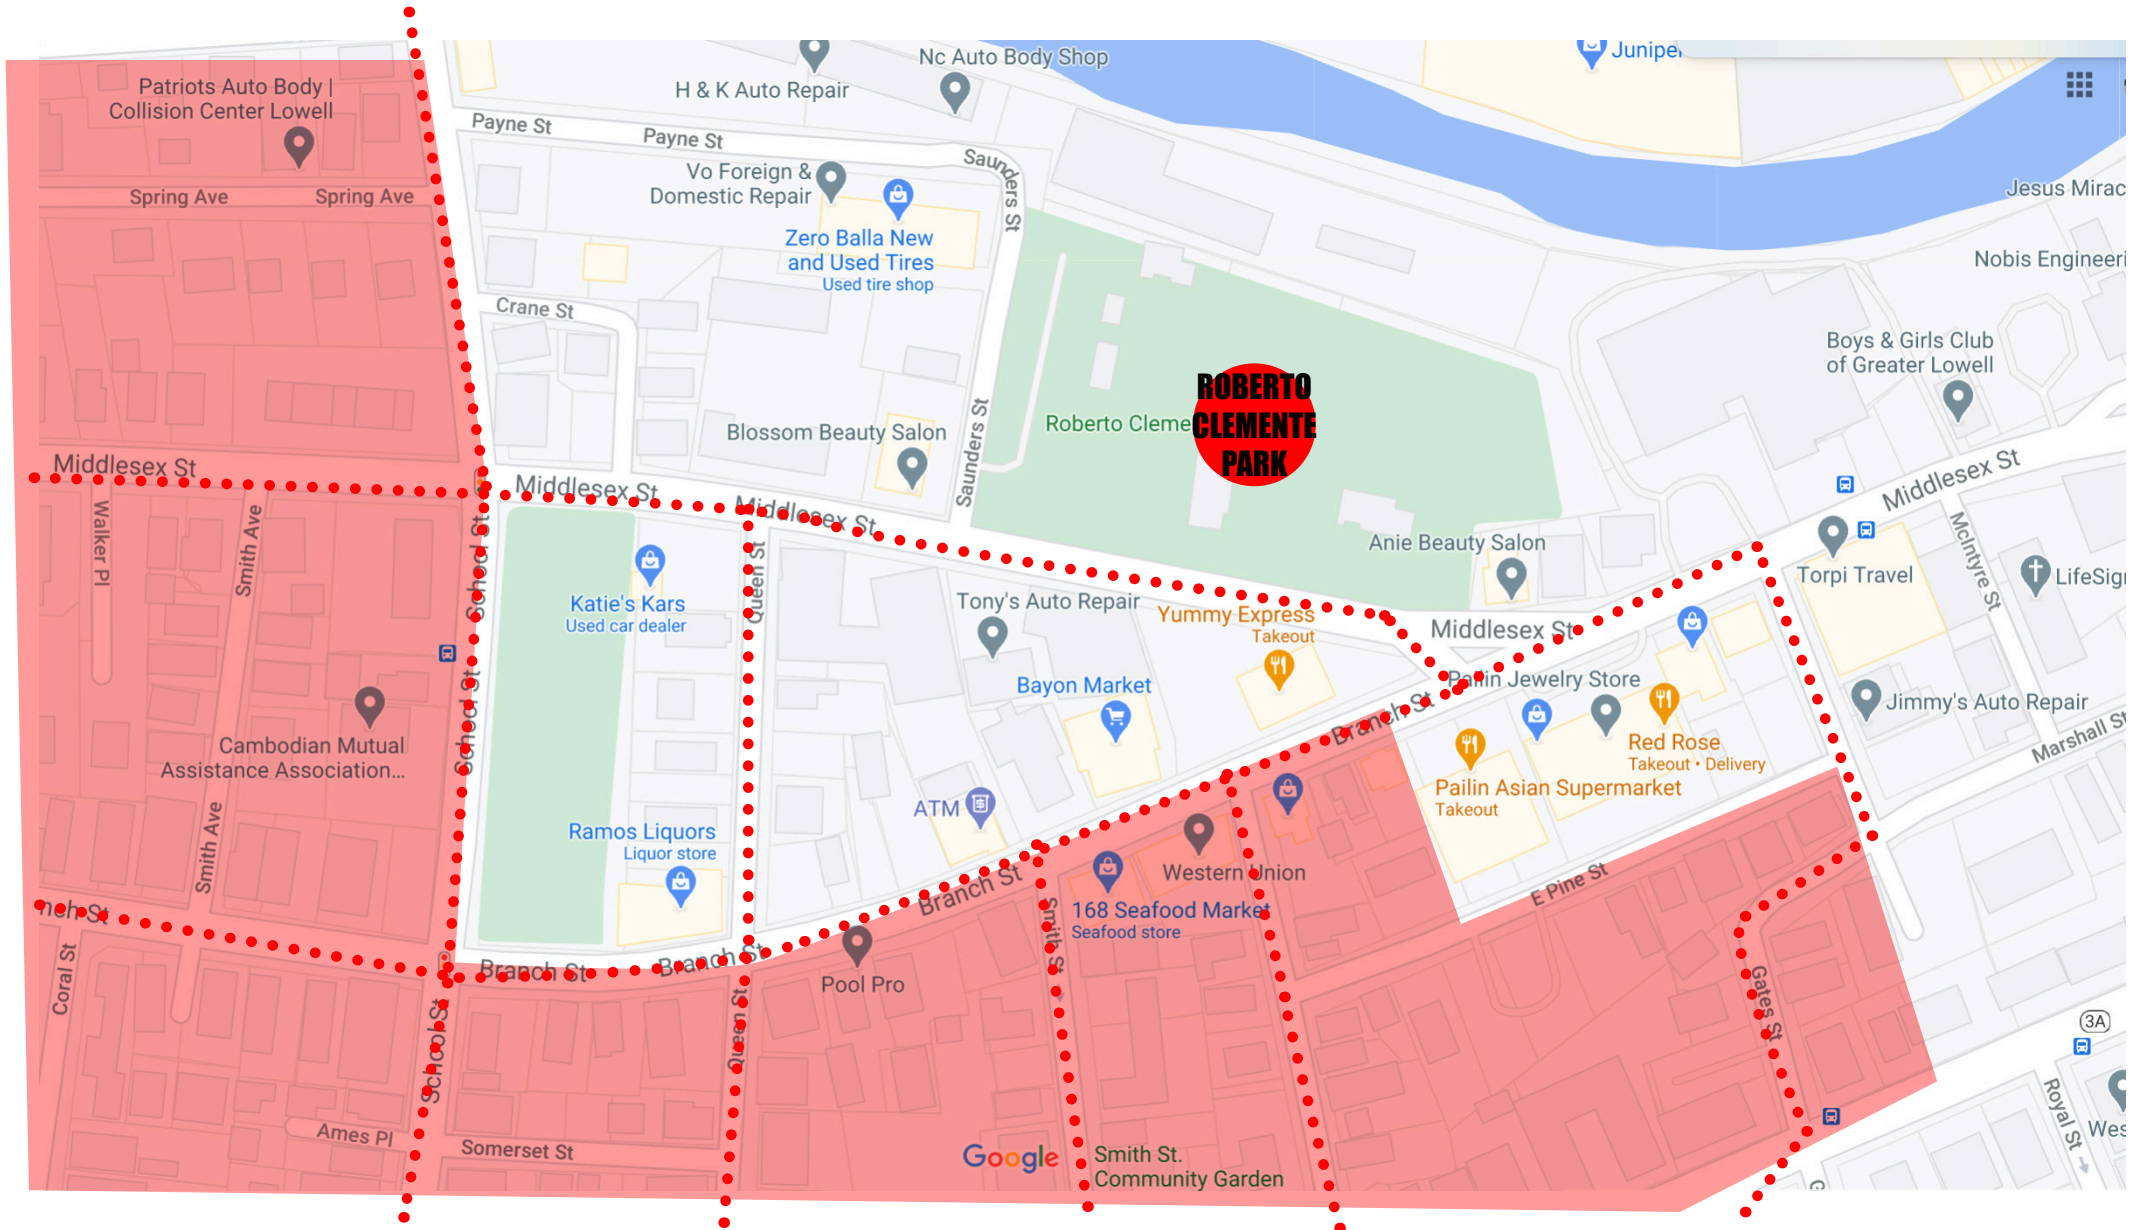 Nc Auto Body Shop
Juniper
Patriots Auto Body |
Collision Center Lowell
H & K Auto Repair
Payne St
Payne St
Saunders St
Vo Foreign &
Domestic Repair
Spring Ave
Spring Ave
Jesus Mirac
Zero Balla New
and Used Tires
Used tire shop
Nobis Engineeri
Crane St
Boys & Girls Club
of Greater Lowell
ROBERTO
CLEMENTE
PARK
Roberto Cleme
Blossom Beauty Salon
Saunders St
Middlesex St
Middlesex St
Middlesex St
Middlesex St
Walker Pl
Smith Ave
School St
Queen St
Anie Beauty Salon
McIntyre St
Torpi Travel
LifeSign
Katie's Kars
Used car dealer
Tony's Auto Repair
Yummy Express
Takeout
Middlesex St
Bayon Market
School St
Pailin Jewelry Store
Branch St
Jimmy's Auto Repair
Marshall St
Cambodian Mutual
Assistance Association...
Red Rose
Takeout • Delivery
Pailin Asian Supermarket
Takeout
ATM
Ramos Liquors
Liquor store
Smith Ave
Western Union
Branch St
E Pine St
168 Seafood Market
Seafood store
nch St
Smith St
Coral St
Branch St
Branch St
Pool Pro
Gates St
School St
Queen St
3A
Royal St
Wes
Ames Pl
Somerset St
Google
Smith St.
Community Garden
G